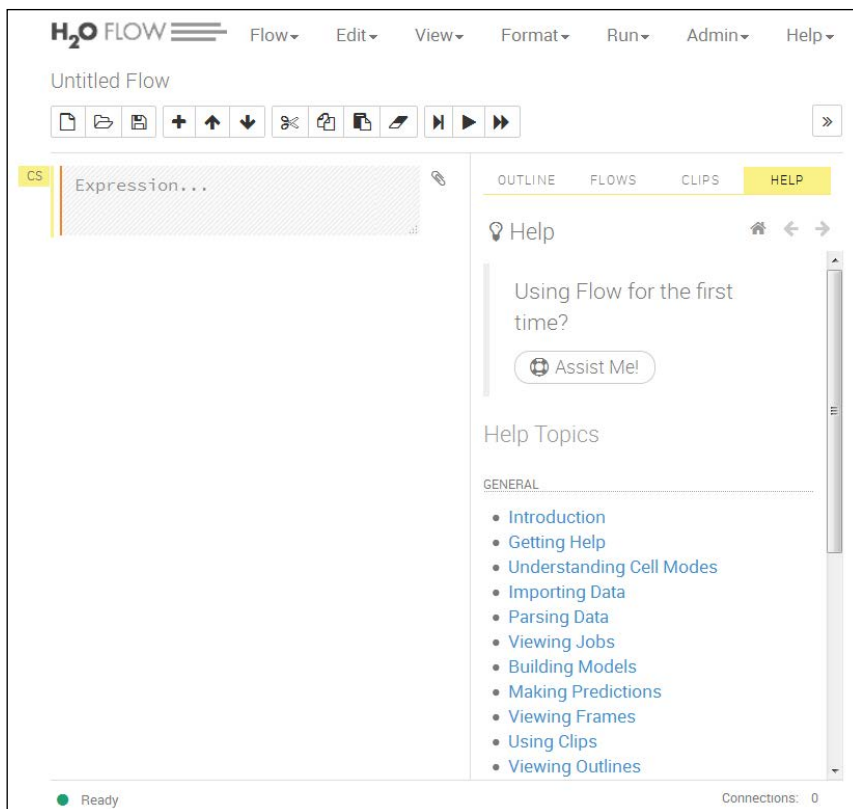 H2O FLOW Flow Edit View Format Run Admin Help
Untitled Flow
CS
Expression...
OUTLINE FLOWS CLIPS HELP
Help
Using Flow for the first
time?
Assist Me!
Help Topics
GENERAL
Introduction
Getting Help
Understanding Cell Modes
Importing Data
Parsing Data
Viewing Jobs
Building Models
Making Predictions
Viewing Frames
Using Clips
Viewing Outlines
Ready
Connections: 0